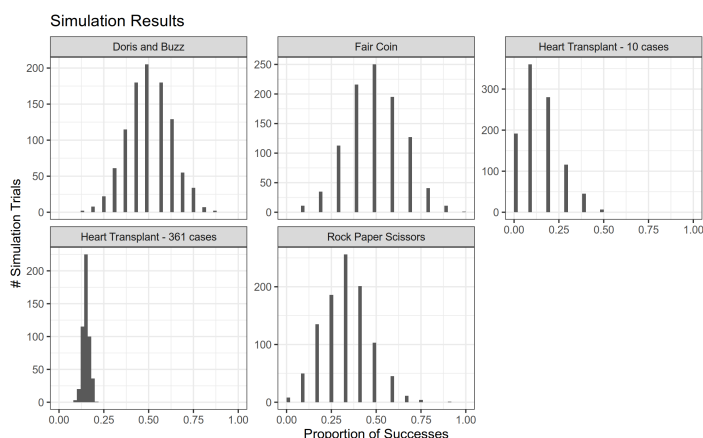 Simulation Results
Doris and Buzz
Fair Coin
Heart Transplant - 10 cases
200
150
100
50
0
250
200
150
100
50
0
300
200
100
0
0.00 0.25 0.50 0.75 1.00
# Simulation Trials
Heart Transplant - 361 cases
Rock Paper Scissors
200
150
100
50
0
200
100
0
0.00 0.25 0.50 0.75 1.00
0.00 0.25 0.50 0.75 1.00
Proportion of Successes